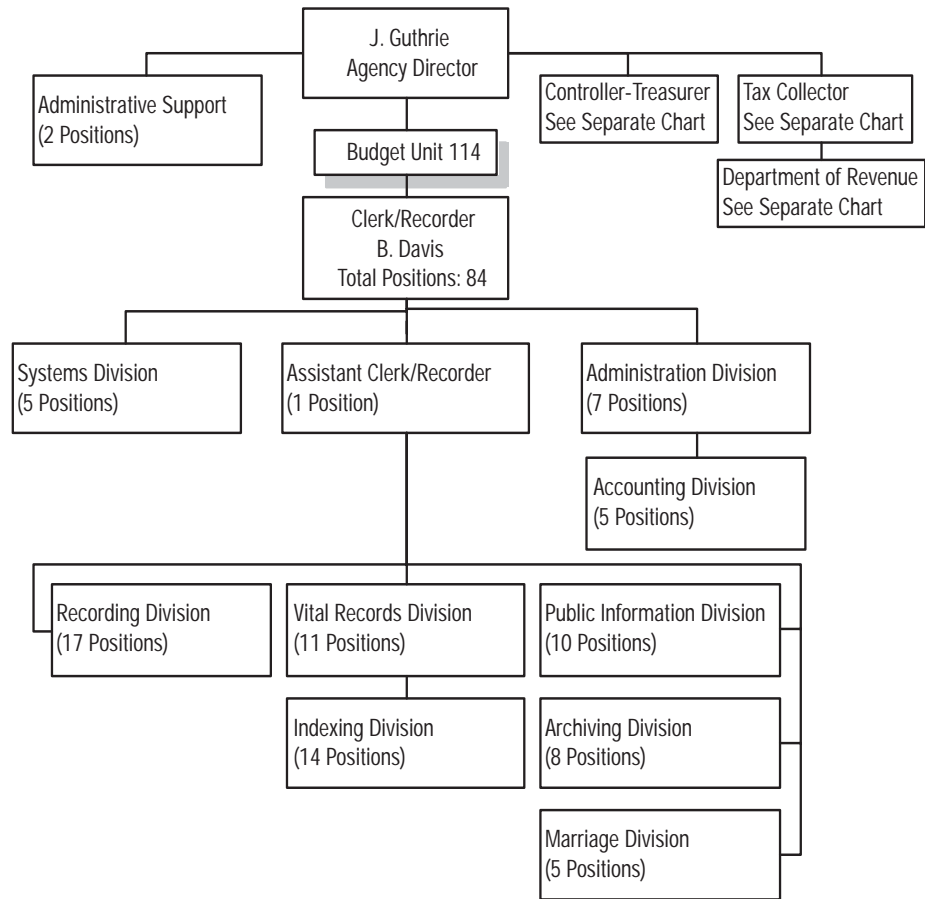 J. Guthrie
Agency Director
Administrative Support
(2 Positions)
Controller-Treasurer
See Separate Chart
Tax Collector
See Separate Chart
Budget Unit 114
Department of Revenue
See Separate Chart
Clerk/Recorder
B. Davis
Total Positions: 84
Systems Division
(5 Positions)
Assistant Clerk/Recorder
(1 Position)
Administration Division
(7 Positions)
Accounting Division
(5 Positions)
Recording Division
(17 Positions)
Vital Records Division
(11 Positions)
Public Information Division
(10 Positions)
Indexing Division
(14 Positions)
Archiving Division
(8 Positions)
Marriage Division
(5 Positions)